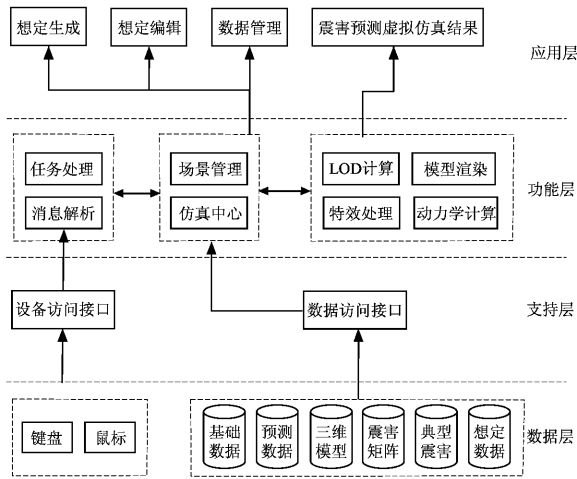 想定生成
想定编辑
数据管理
震害预测虚拟仿真结果
应用层
任务处理
场景管理
LOD计算
模型渲染
功能层
消息解析
仿真中心
特效处理
动力学计算
设备访问接口
数据访问接口
支持层
键盘
鼠标
基础
数据
预测
数据
三维
模型
震害
矩阵
典型
震害
想定
数据
数据层